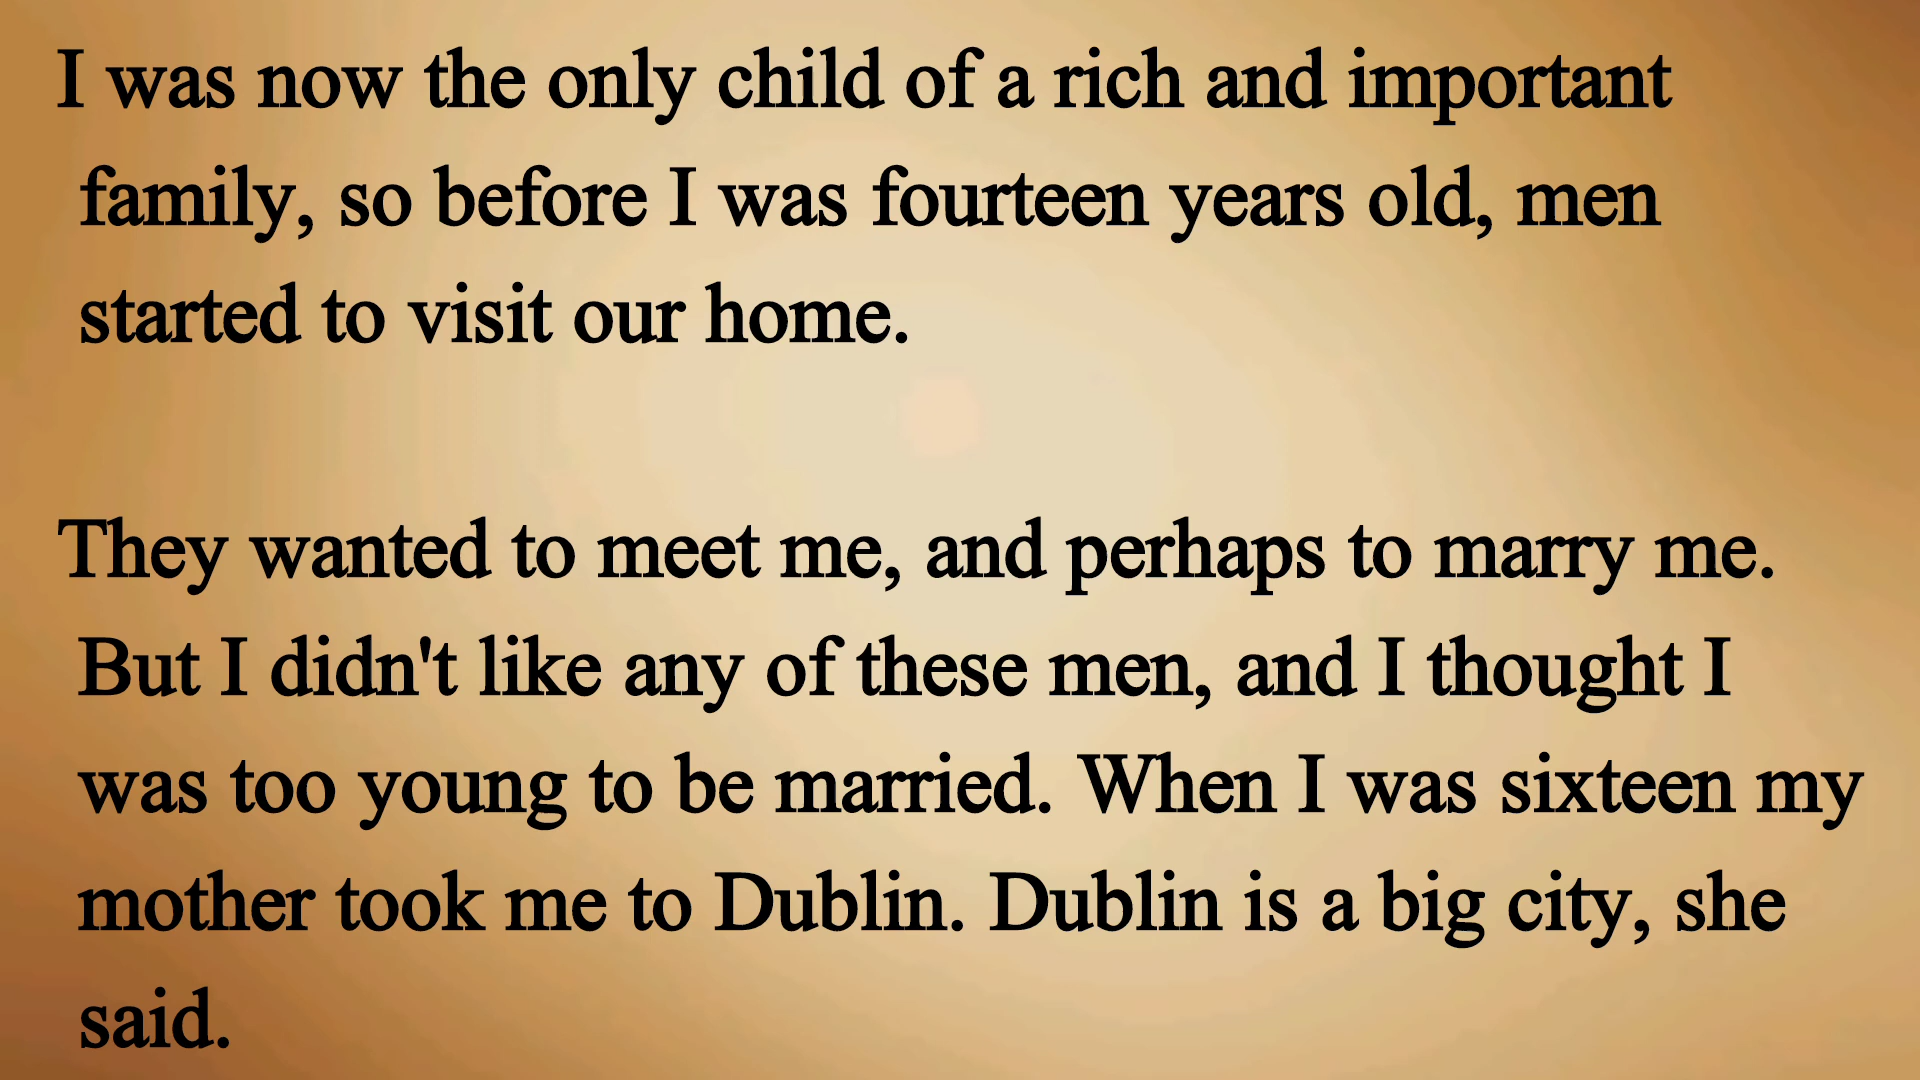 I was now the only child of a rich and important
family, so before I was fourteen years old, men
started to visit our home.
They wanted to meet me, and perhaps to marry me.
But I didn't like any of these men, and I thought I
was too young to be married. When I was sixteen my
mother took me to Dublin. Dublin is a big city, she
said.